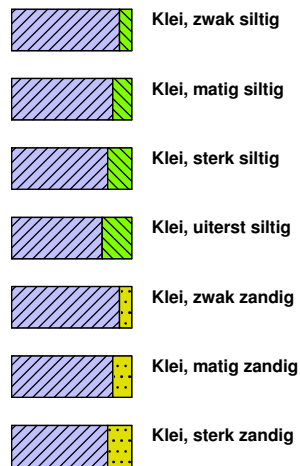 Klei, zwak siltig
Klei, matig siltig
Klei, sterk siltig
Klei, uiterst siltig
Klei, zwak zandig
Klei, matig zandig
Klei, sterk zandig